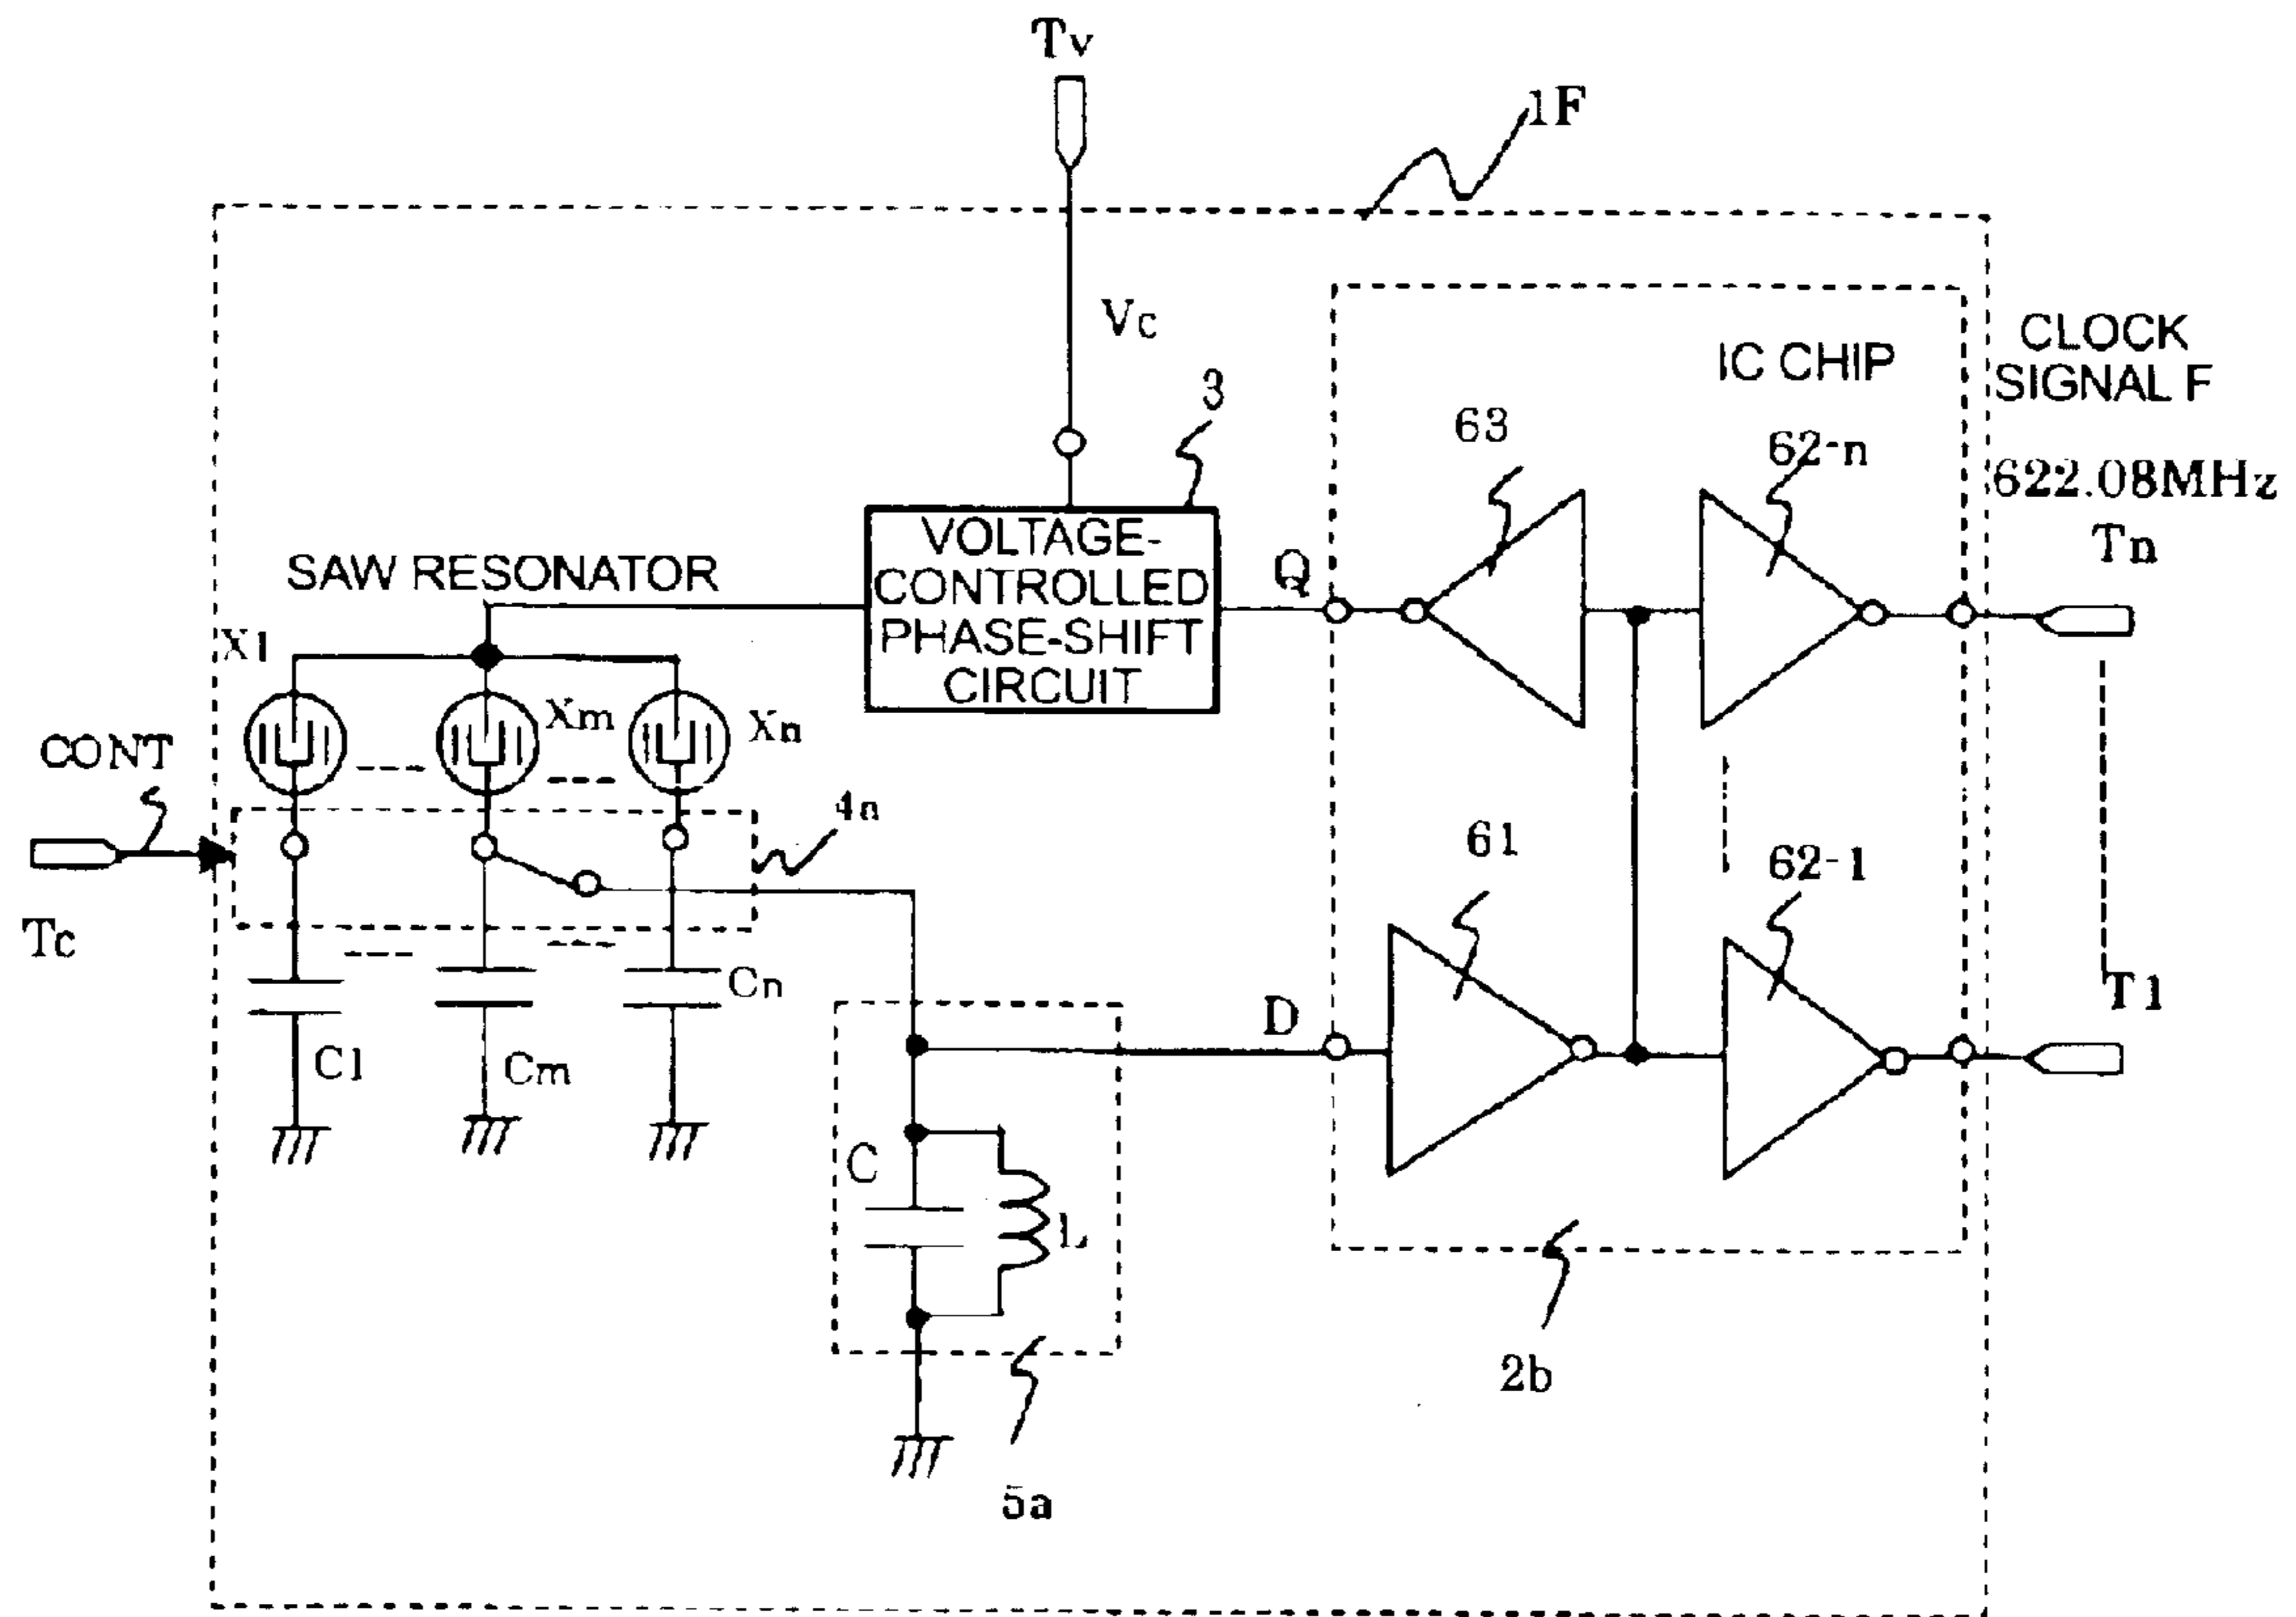 Tv
1F
Vc
IC CHIP
CLOCK
SIGNAL F
3
63
62-n
622.08MHz
Tn
VOLTAGE-
CONTROLLED
PHASE-SHIFT
CIRCUIT
SAW RESONATOR
Q
X1
Xm
Xn
CONT
4n
61
62-1
Tc
Cn
D
T1
C1
Cm
C
L
2b
5a